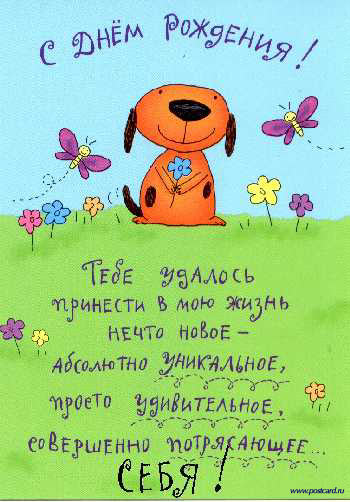 С ДНЁМ РОЖДЕНИЯ!
ТЕБЕ УДАЛОСЬ
ПРИНЕСТИ В МОЮ ЖИЗНЬ
НЕЧТО НОВОЕ –
АБСОЛЮТНО УНИКАЛЬНОЕ,
ПРОСТО УДИВИТЕЛЬНОЕ,
СОВЕРШЕННО ПОТРЯСАЮЩЕЕ...
СЕБЯ!
www.postcard.ru